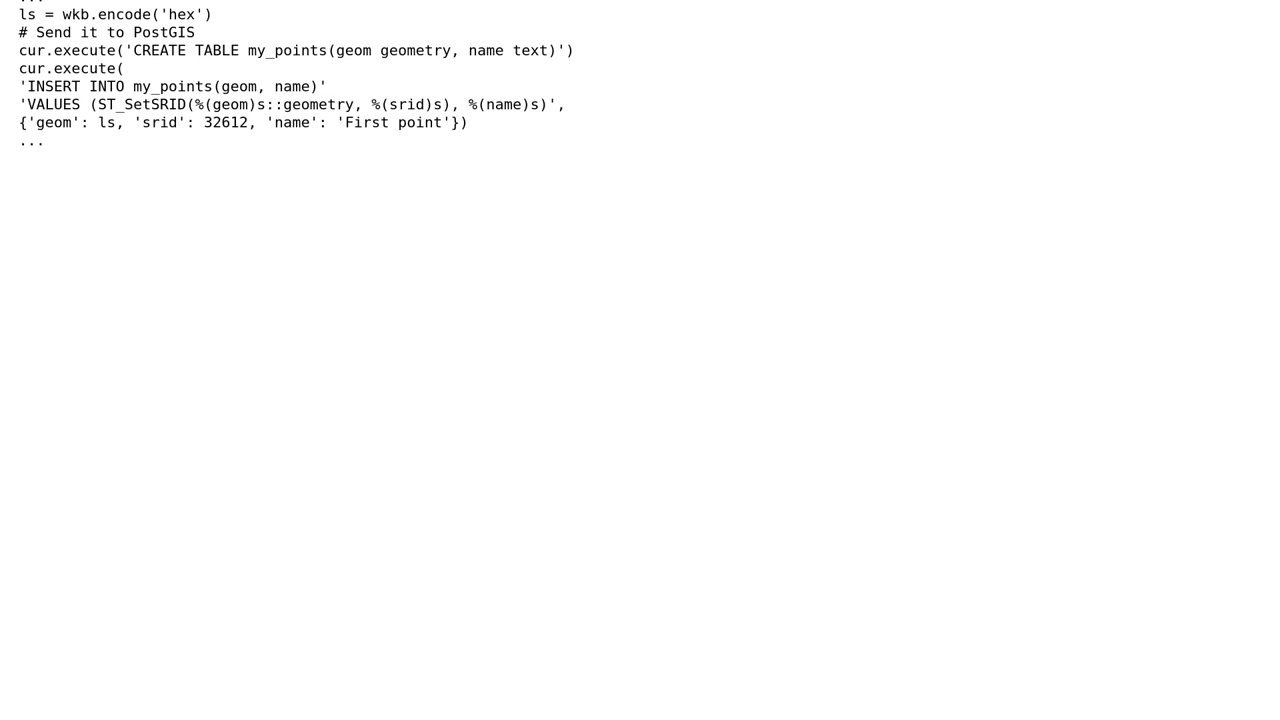 ...
ls = wkb.encode('hex')
# Send it to PostGIS
cur.execute('CREATE TABLE my_points(geom geometry, name text)')
cur.execute(
'INSERT INTO my_points(geom, name)'
'VALUES (ST_SetSRID(%(geom)s::geometry, %(srid)s), %(name)s)',
{'geom': ls, 'srid': 32612, 'name': 'First point'})
...